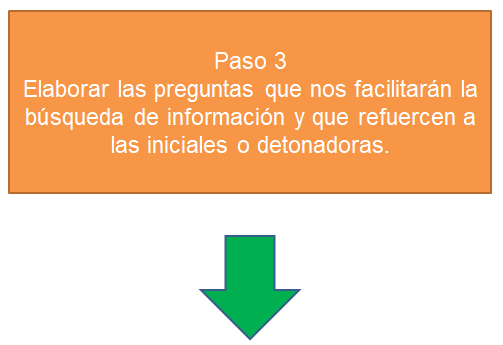 Paso 3
Elaborar las preguntas que nos facilitarán la
búsqueda de información y que refuercen a
las iniciales o detonadoras.